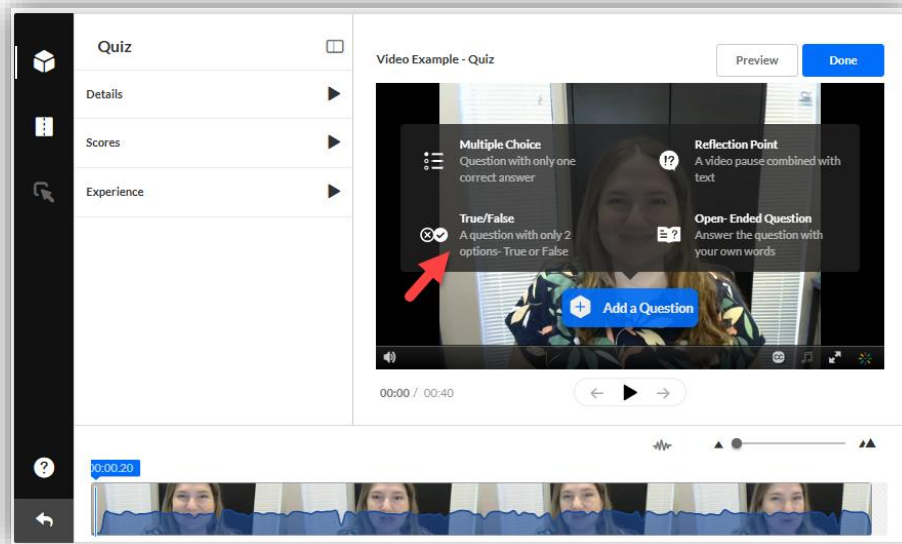 Quiz
Details
Scores
Experience
Video Example - Quiz
Preview
Done
Multiple Choice
Question with only one
correct answer
Reflection Point
A video pause combined with
text
True/False
A question with only 2
options- True or False
Open- Ended Question
Answer the question with
your own words
Add a Question
CC
00:00 / 00:40
00:00.20